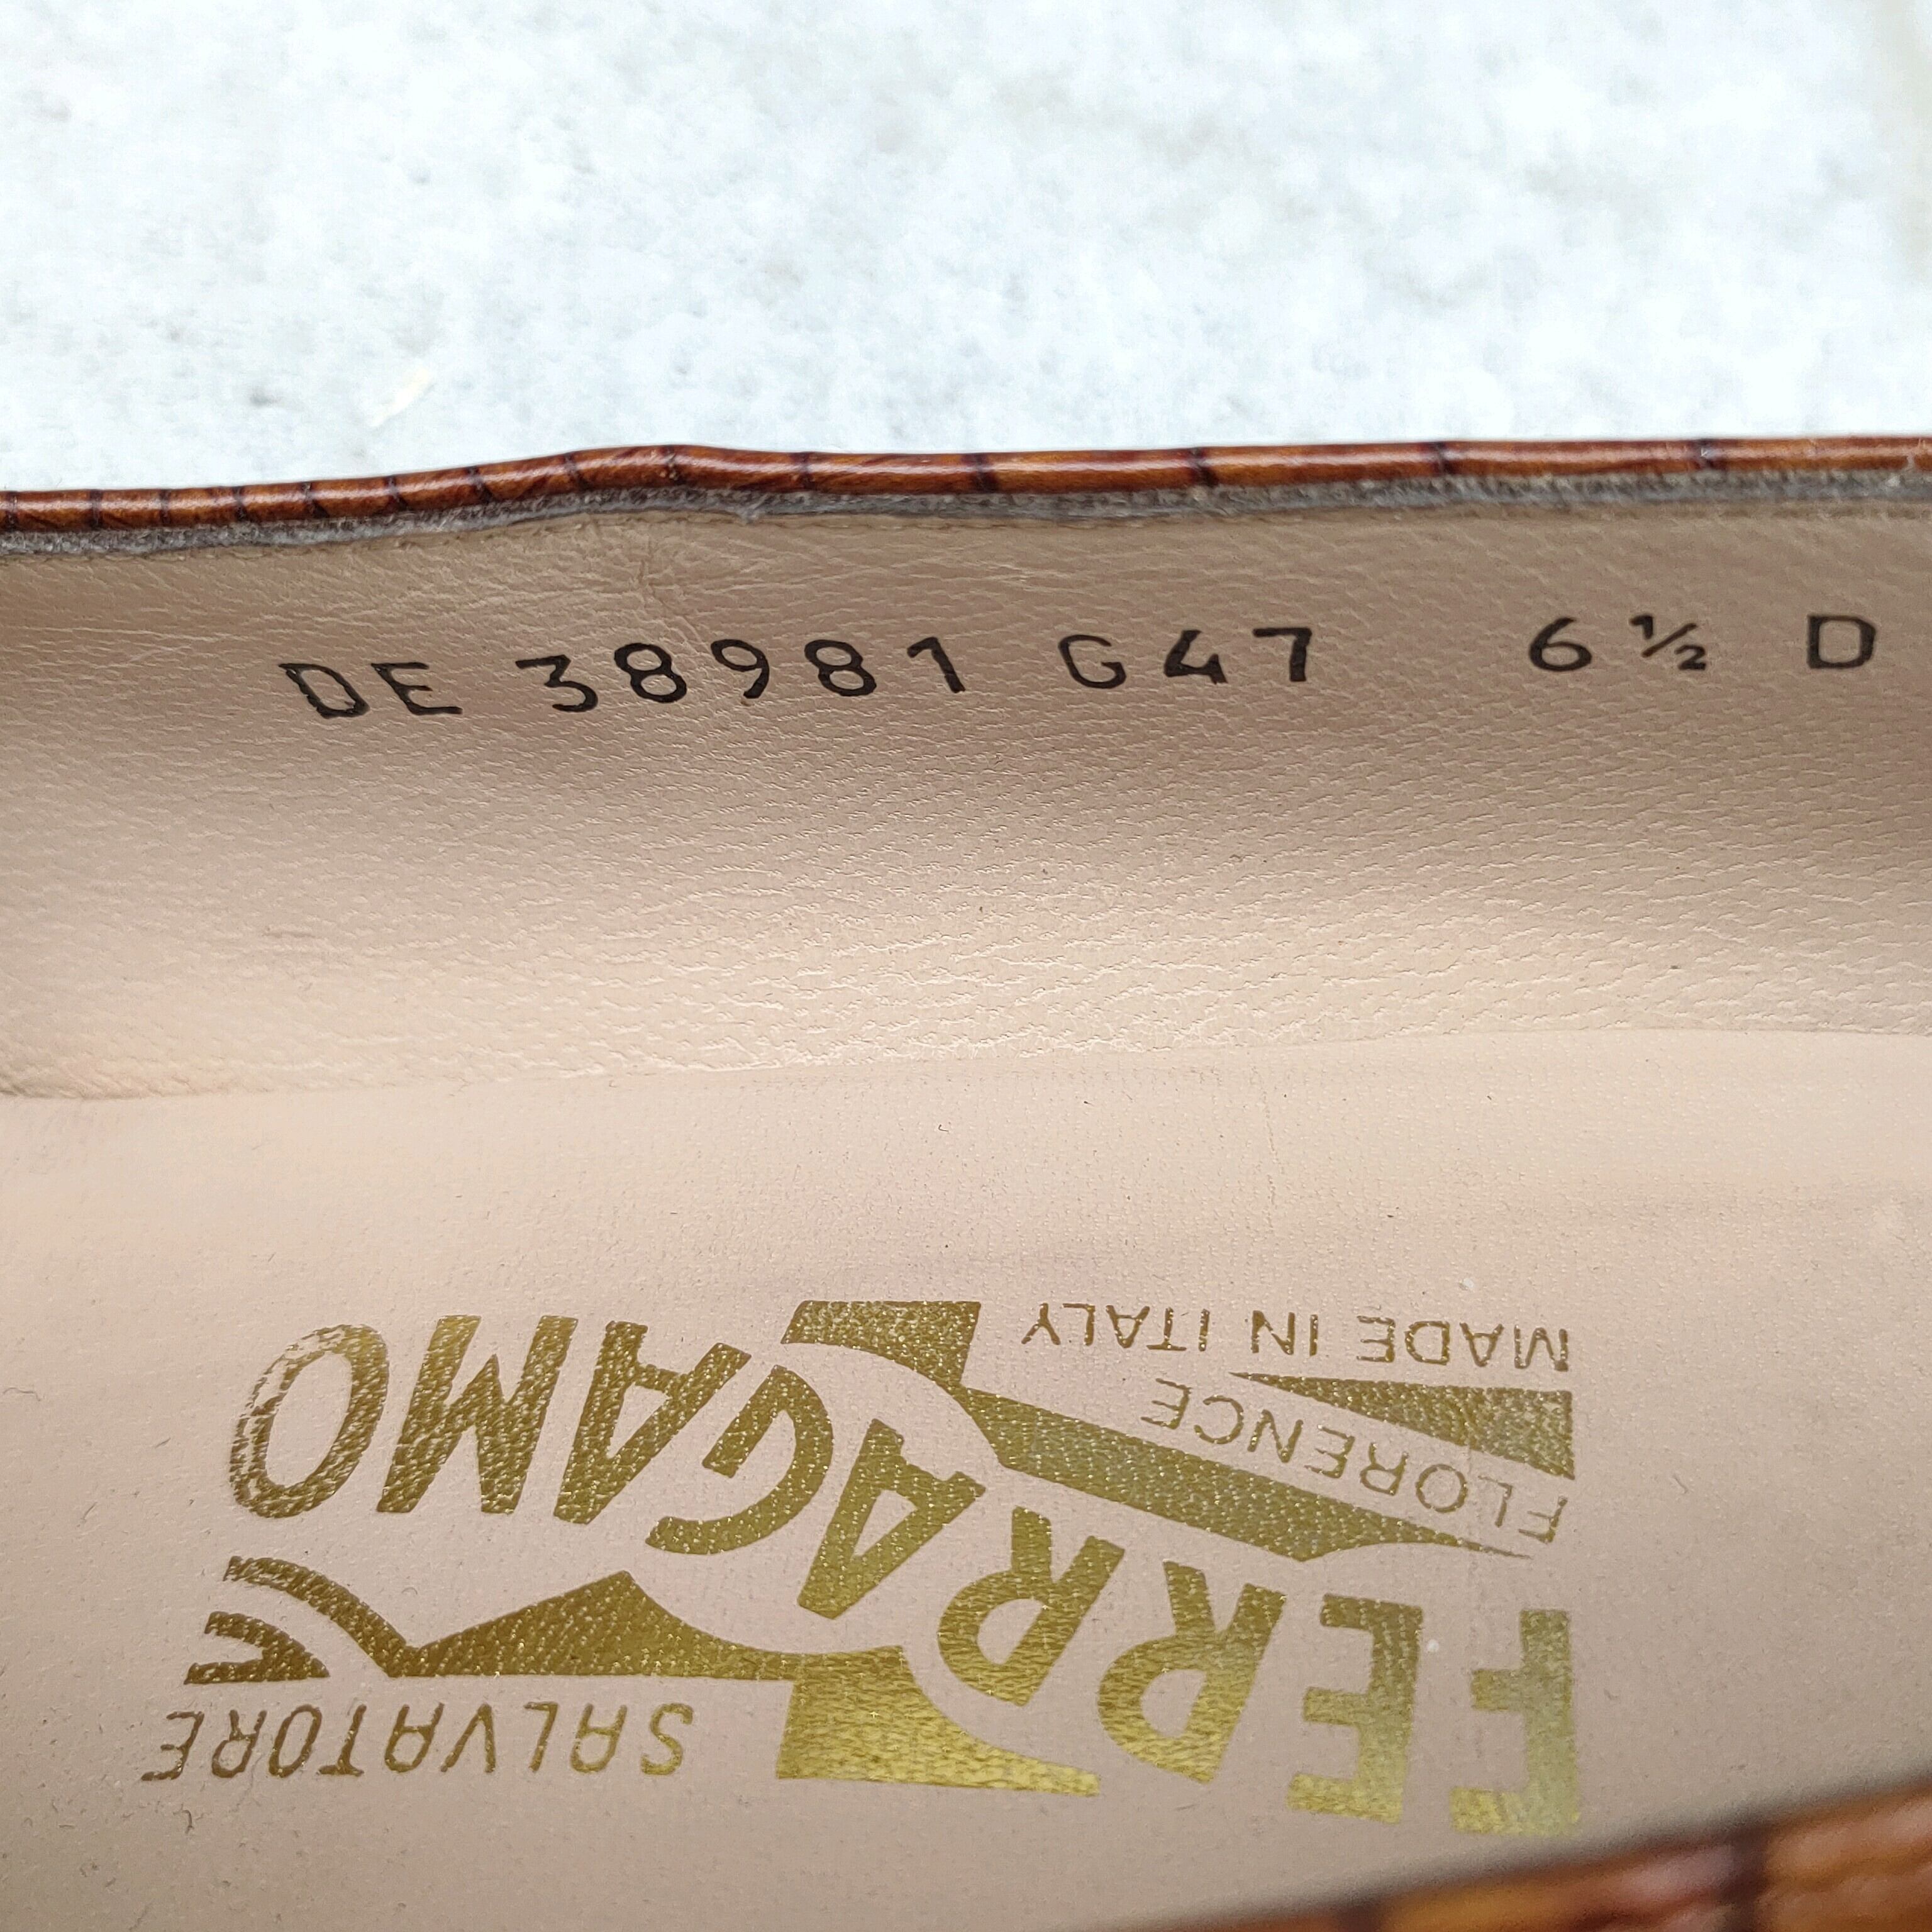 DE 38981 G47 6½ D
SALVATORE
FERRAGAMO
FLORENCE
MADE IN ITALY